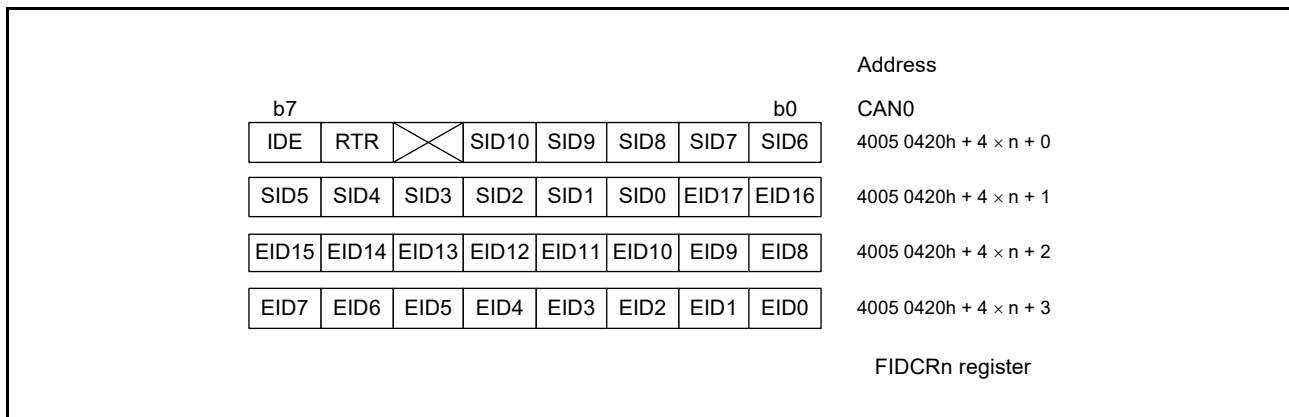 Address
b7 b0 CAN0
IDE RTR SID10 SID9 SID8 SID7 SID6 4005 0420h + 4 × n + 0
SID5 SID4 SID3 SID2 SID1 SID0 EID17 EID16 4005 0420h + 4 × n + 1
EID15 EID14 EID13 EID12 EID11 EID10 EID9 EID8 4005 0420h + 4 × n + 2
EID7 EID6 EID5 EID4 EID3 EID2 EID1 EID0 4005 0420h + 4 × n + 3
FIDCRn register